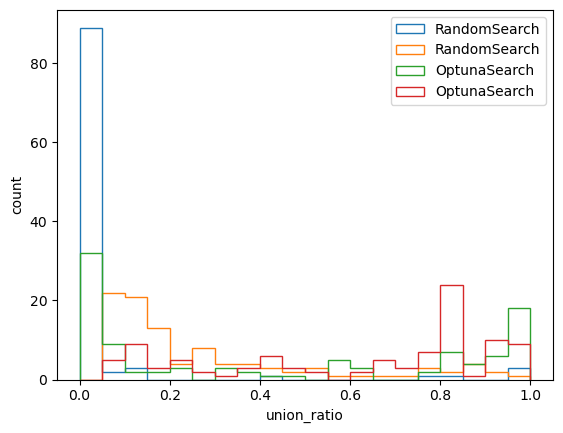 RandomSearch
RandomSearch
OptunaSearch
OptunaSearch
count
80
60
40
20
0
0.0 0.2 0.4 0.6 0.8 1.0
union_ratio